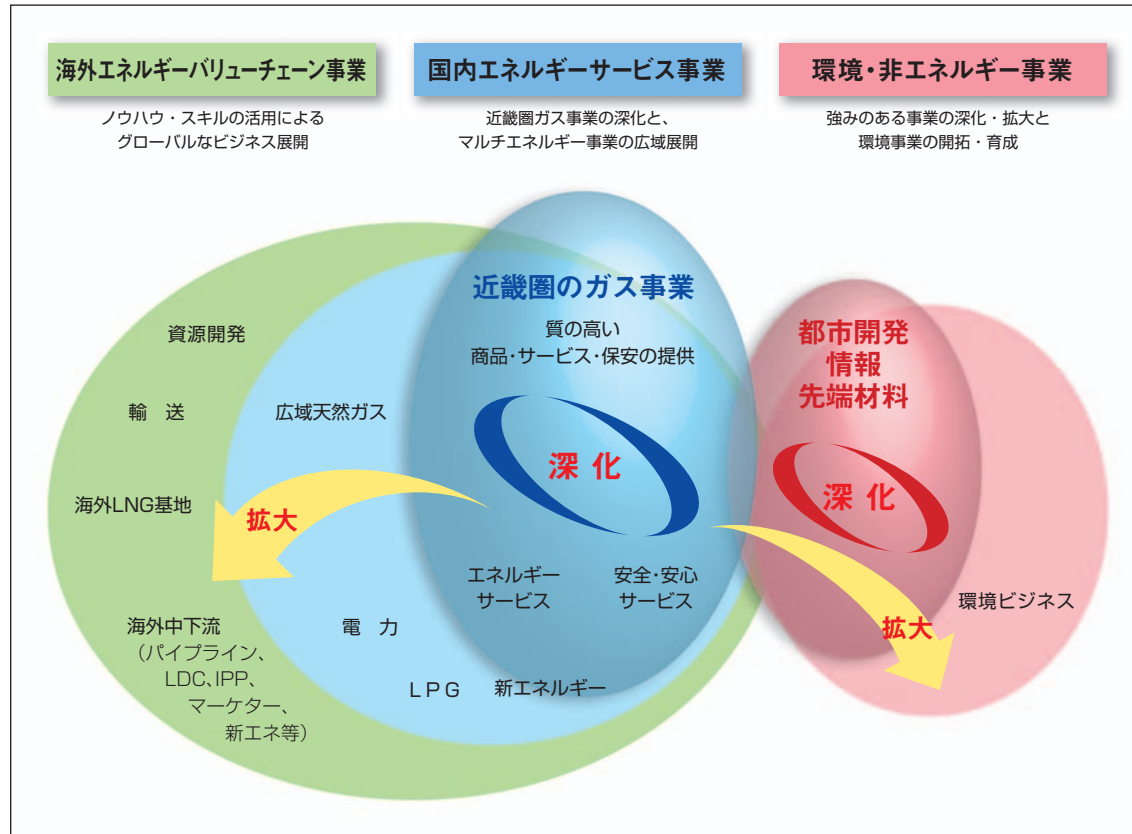 海外エネルギーバリューチェーン事業
ノウハウ・スキルの活用による
グローバルなビジネス展開
国内エネルギーサービス事業
近畿圏ガス事業の深化と、
マルチエネルギー事業の広域展開
環境・非エネルギー事業
強みのある事業の深化・拡大と
環境事業の開拓・育成
近畿圏のガス事業
質の高い
商品・サービス・保安の提供
深 化
エネルギー
サービス
安全・安心
サービス
資源開発
輸 送
海外LNG基地
海外中下流
（パイプライン、
LDC、IPP、
マーケター、
新エネ等）
広域天然ガス
拡大
電 力
LPG
新エネルギー
都市開発
情報
先端材料
深 化
拡大
環境ビジネス